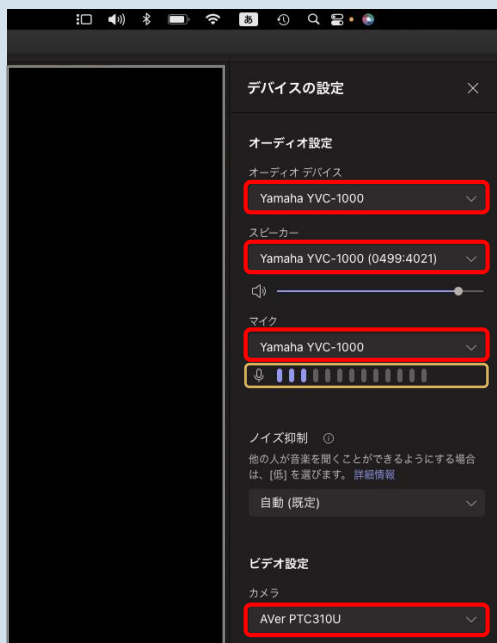 あ
デバイスの設定
オーディオ設定
オーディオ デバイス
Yamaha YVC-1000
スピーカー
Yamaha YVC-1000 (0499:4021)
マイク
Yamaha YVC-1000
ノイズ抑制
他の人が音楽を聞くことができるようにする場合
は、[低] を選びます。 詳細情報
自動 (既定)
ビデオ設定
カメラ
AVer PTC310U